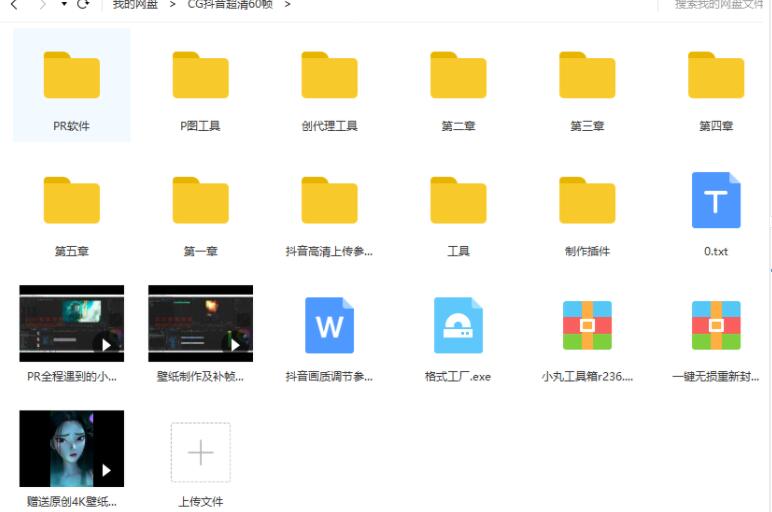 我的网盘 > CG抖音超清60帧 >
搜索我的网盘文件
PR软件
P图工具
创代理工具
第二章
第三章
第四章
第五章
第一章
抖音高清上传参...
工具
制作插件
T
0.txt
W
PR全程遇到的小...
壁纸制作及补帧...
抖音画质调节参...
格式工厂.exe
小丸工具箱r236....
一键无损重新封...
赠送原创4K壁纸...
上传文件